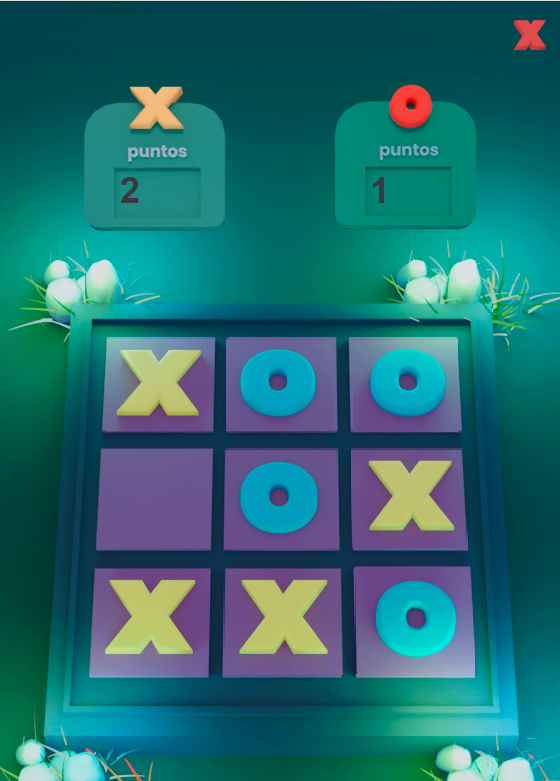 X
X O
puntos puntos
2 1
X O O
O X
X X O